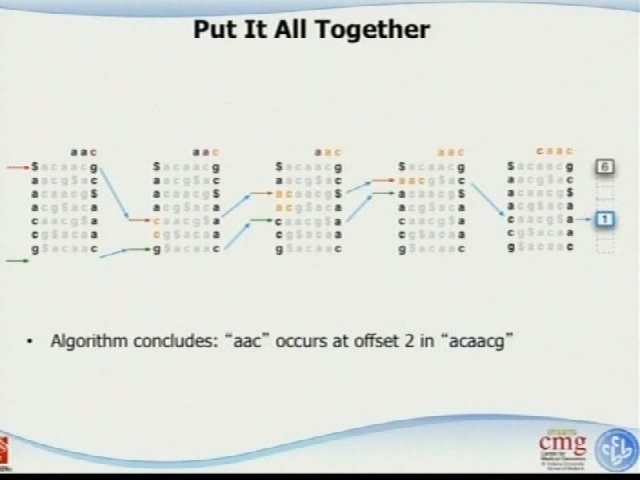 Put It All Together
aac aac aac aac caac
$acaacg $acaacg $acaacg $acaacg $acaacg 6
aacg$ac aacg$ac aacg$ac aacg$ac aacg$ac
acaacg$ acaacg$ acaacg$ acaacg$ acaacg$
acg$aca acg$aca acg$aca acg$aca acg$aca
caacg$a caacg$a caacg$a caacg$a caacg$a 1
cg$acaa cg$acaa cg$acaa cg$acaa cg$acaa
g$acaac g$acaac g$acaac g$acaac g$acaac
• Algorithm concludes: “aac” occurs at offset 2 in “acaacg”
cmg